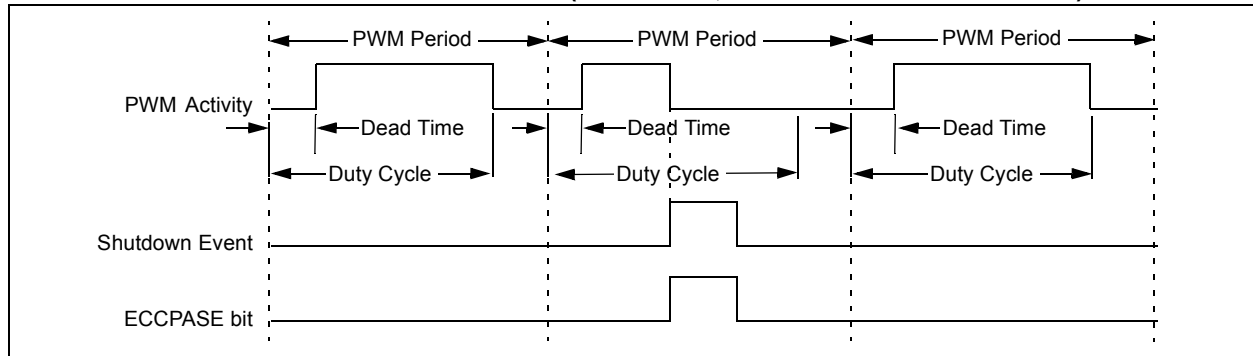 PWM Period PWM Period PWM Period
PWM Activity
Dead Time Dead Time Dead Time
Duty Cycle Duty Cycle Duty Cycle
Shutdown Event
ECCPASE bit